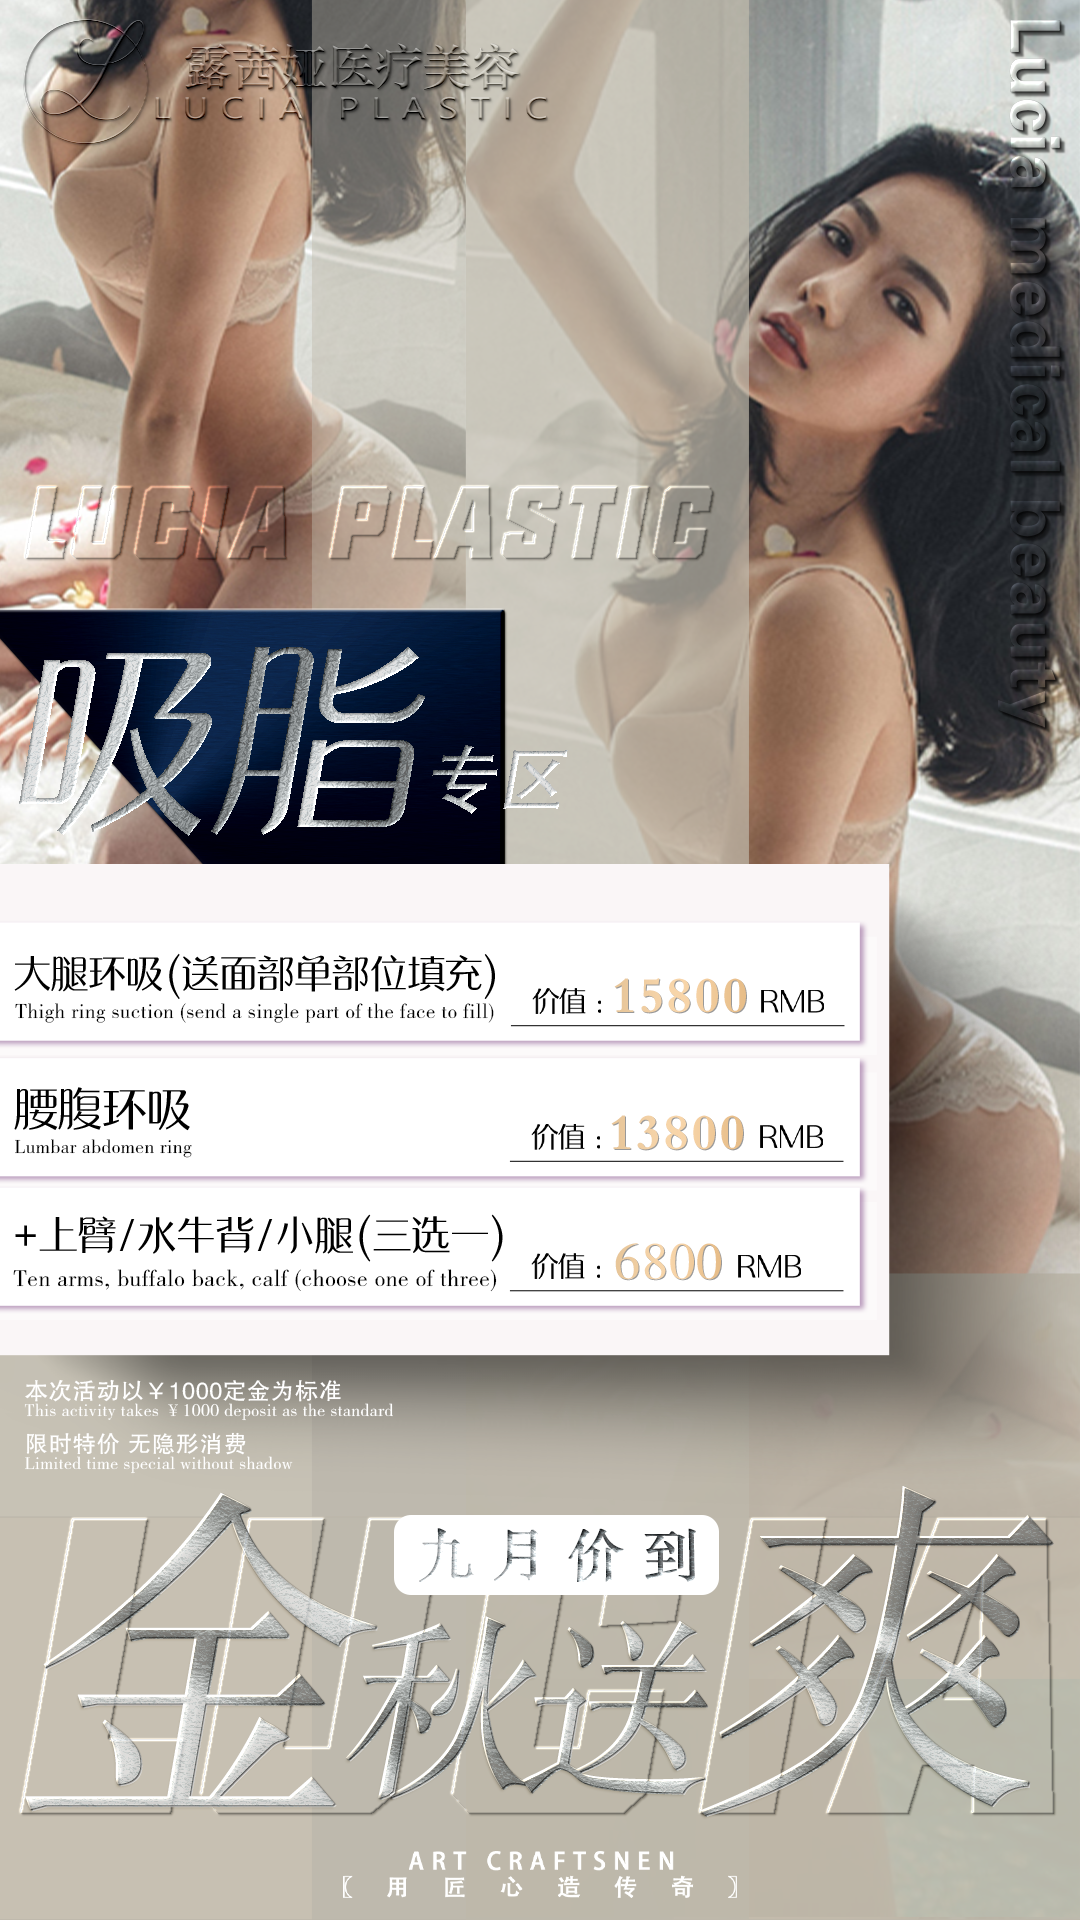 露茜娅医疗美容
LUCIA PLASTIC
Lucia medical beauty
LUCIA PLASTIC
吸脂专区
大腿环吸(送面部单部位填充)
Thigh ring suction (send a single part of the face to fill)
价值：15800 RMB
腰腹环吸
Lumbar abdomen ring
价值：13800 RMB
+上臂/水牛背/小腿(三选一)
Ten arms, buffalo back, calf (choose one of three)
价值：6800 RMB
本次活动以￥1000定金为标准
This activity takes ￥1000 deposit as the standard
限时特价 无隐形消费
Limited time special without shadow
九月价到
金秋送爽
LUCIA
ART CRAFTSNEN
〖用匠心造传奇〗